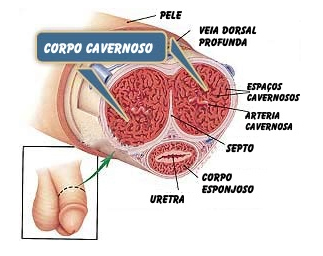 PELE
VEIA DORSAL
PROFUNDA
CORPO CAVERNOSO
ESPAÇOS
CAVERNOSOS
ARTERIA
CAVERNOSA
SEPTO
CORPO
ESPONJOSO
URETRA